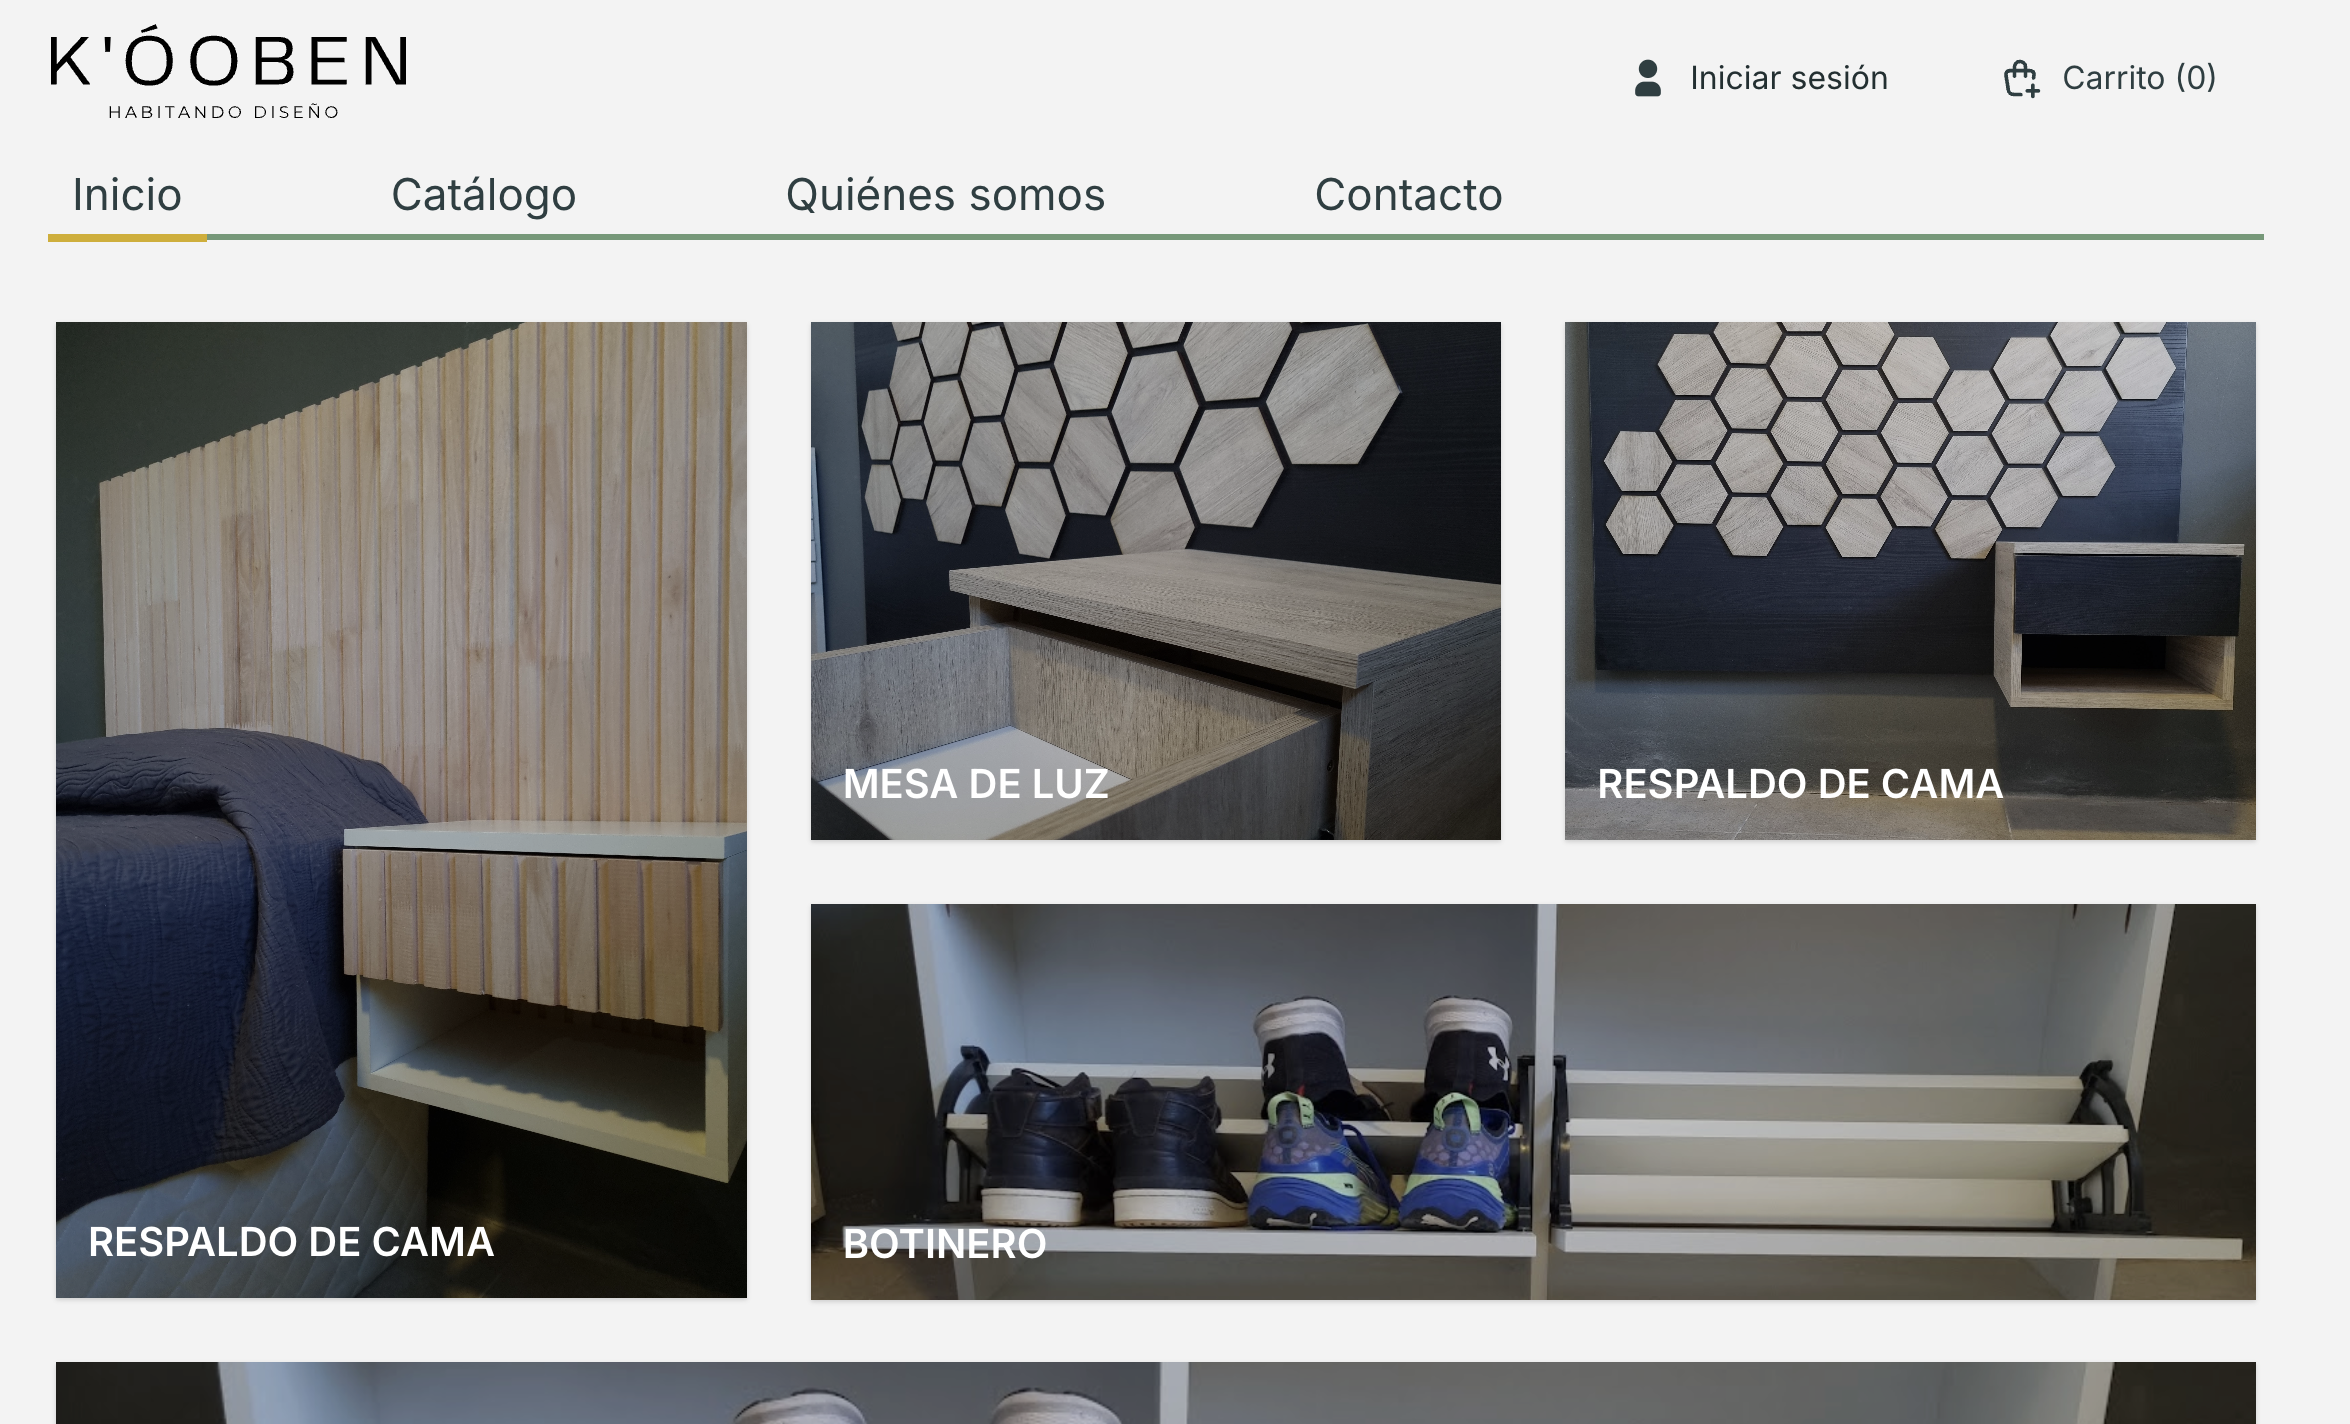 K'ÓOBEN
HABITANDO DISEÑO
Iniciar sesión
Carrito (0)
Inicio
Catálogo
Quiénes somos
Contacto
MESA DE LUZ
RESPALDO DE CAMA
RESPALDO DE CAMA
BOTINERO